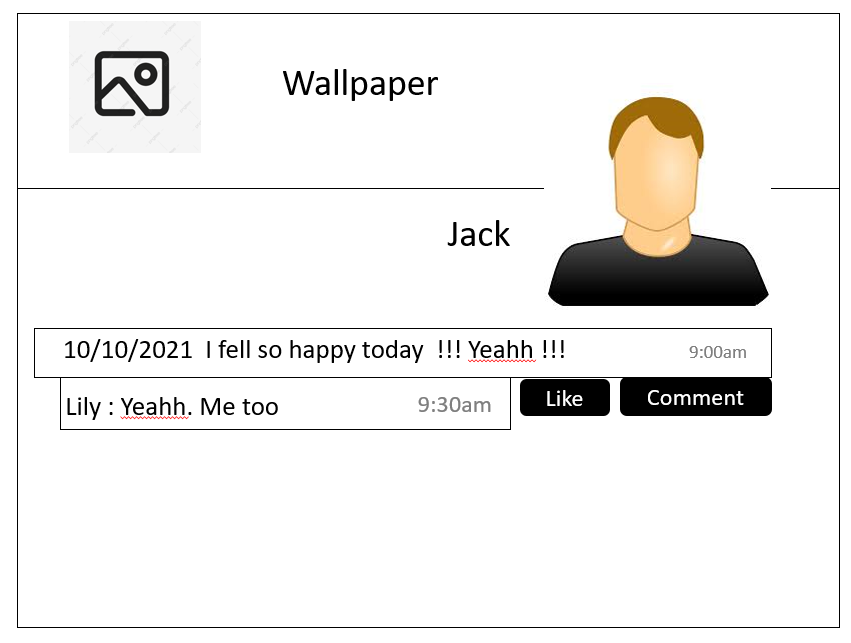 Wallpaper
Jack
10/10/2021 I fell so happy today !!! Yeahh !!! 9:00am
Lily : Yeahh. Me too 9:30am Like Comment